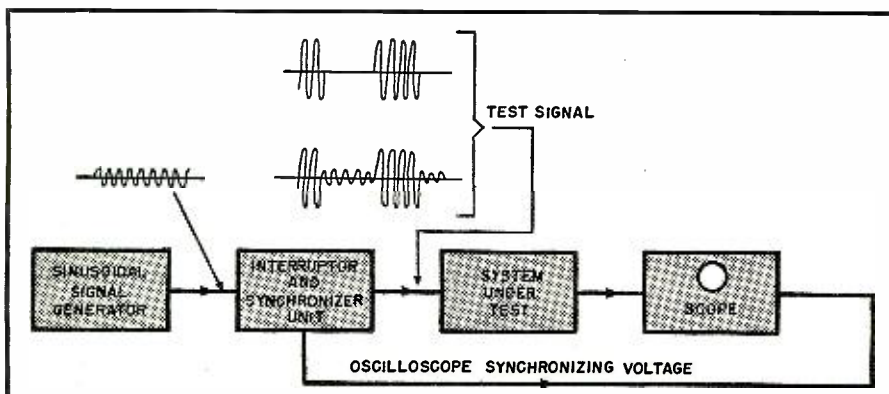 TEST SIGNAL
SINUSOIDAL
SIGNAL
GENERATOR
INTERRUPTOR
AND
SYNCHRONIZER
UNIT
SYSTEM
UNDER
TEST
SCOPE
OSCILLOSCOPE SYNCHRONIZING VOLTAGE